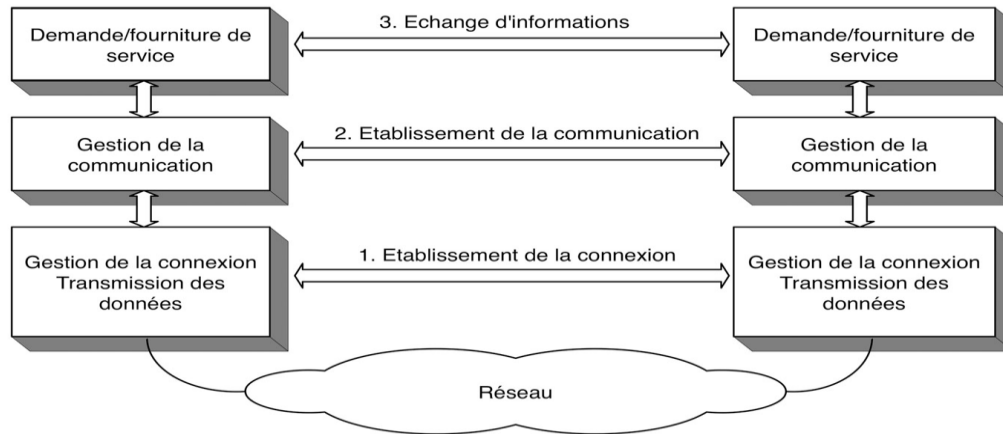 3. Echange d'informations
Demande/fourniture de
service
Demande/fourniture de
service
2. Etablissement de la communication
Gestion de la
communication
Gestion de la
communication
1. Etablissement de la connexion
Gestion de la connexion
Transmission des
données
Gestion de la connexion
Transmission des
données
Réseau